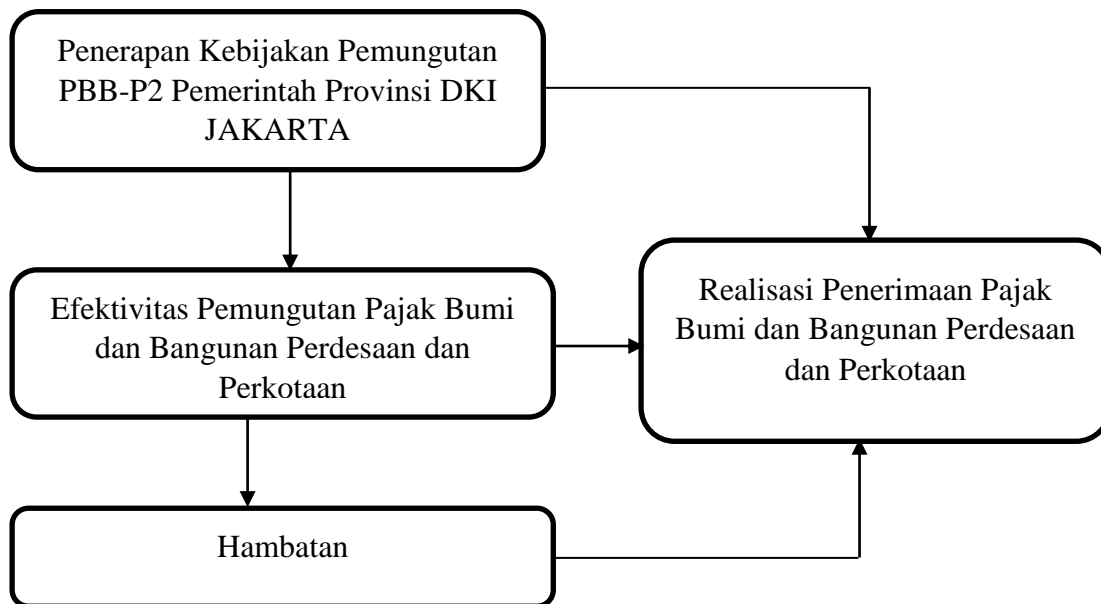 Penerapan Kebijakan Pemungutan
PBB-P2 Pemerintah Provinsi DKI
JAKARTA
Efektivitas Pemungutan Pajak Bumi
dan Bangunan Perdesaan dan
Perkotaan
Realisasi Penerimaan Pajak
Bumi dan Bangunan Perdesaan
dan Perkotaan
Hambatan